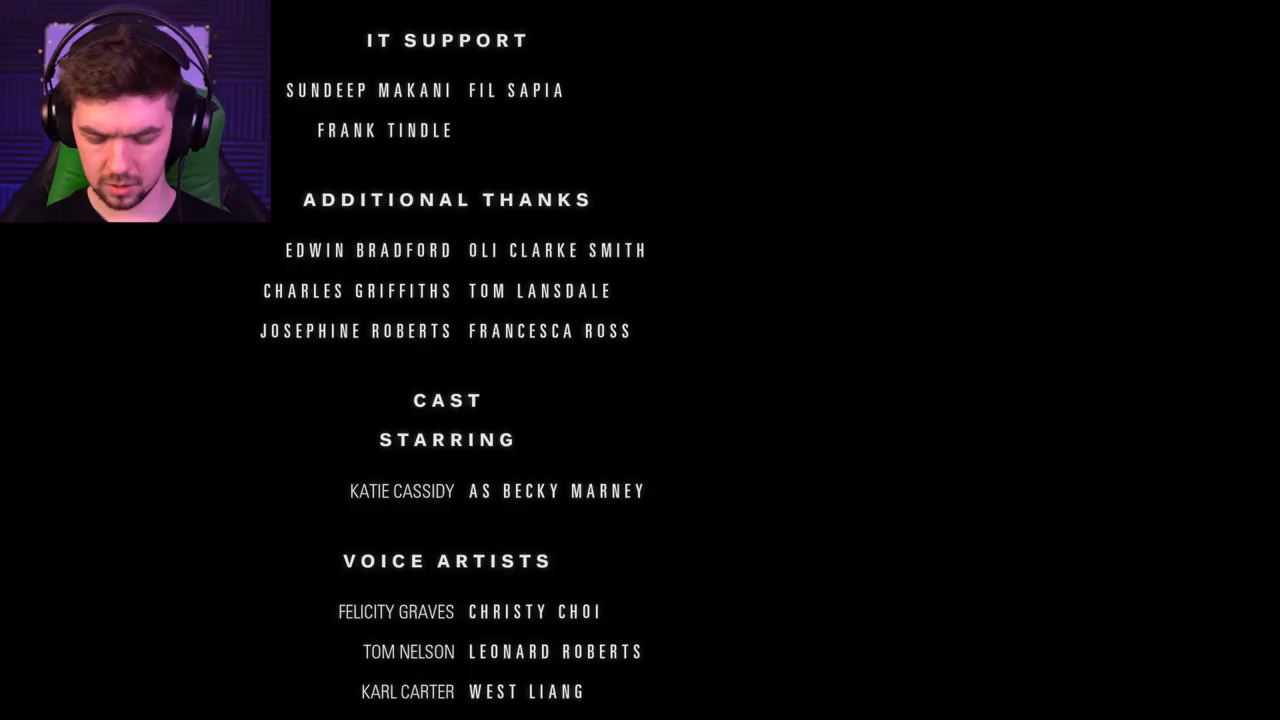 IT SUPPORT
SUNDEEP MAKANI FIL SAPIA
FRANK TINDLE
ADDITIONAL THANKS
EDWIN BRADFORD OLI CLARKE SMITH
CHARLES GRIFFITHS TOM LANSDALE
JOSEPHINE ROBERTS FRANCESCA ROSS
CAST
STARRING
KATIE CASSIDY AS BECKY MARNEY
VOICE ARTISTS
FELICITY GRAVES CHRISTY CHOI
TOM NELSON LEONARD ROBERTS
KARL CARTER WEST LIANG